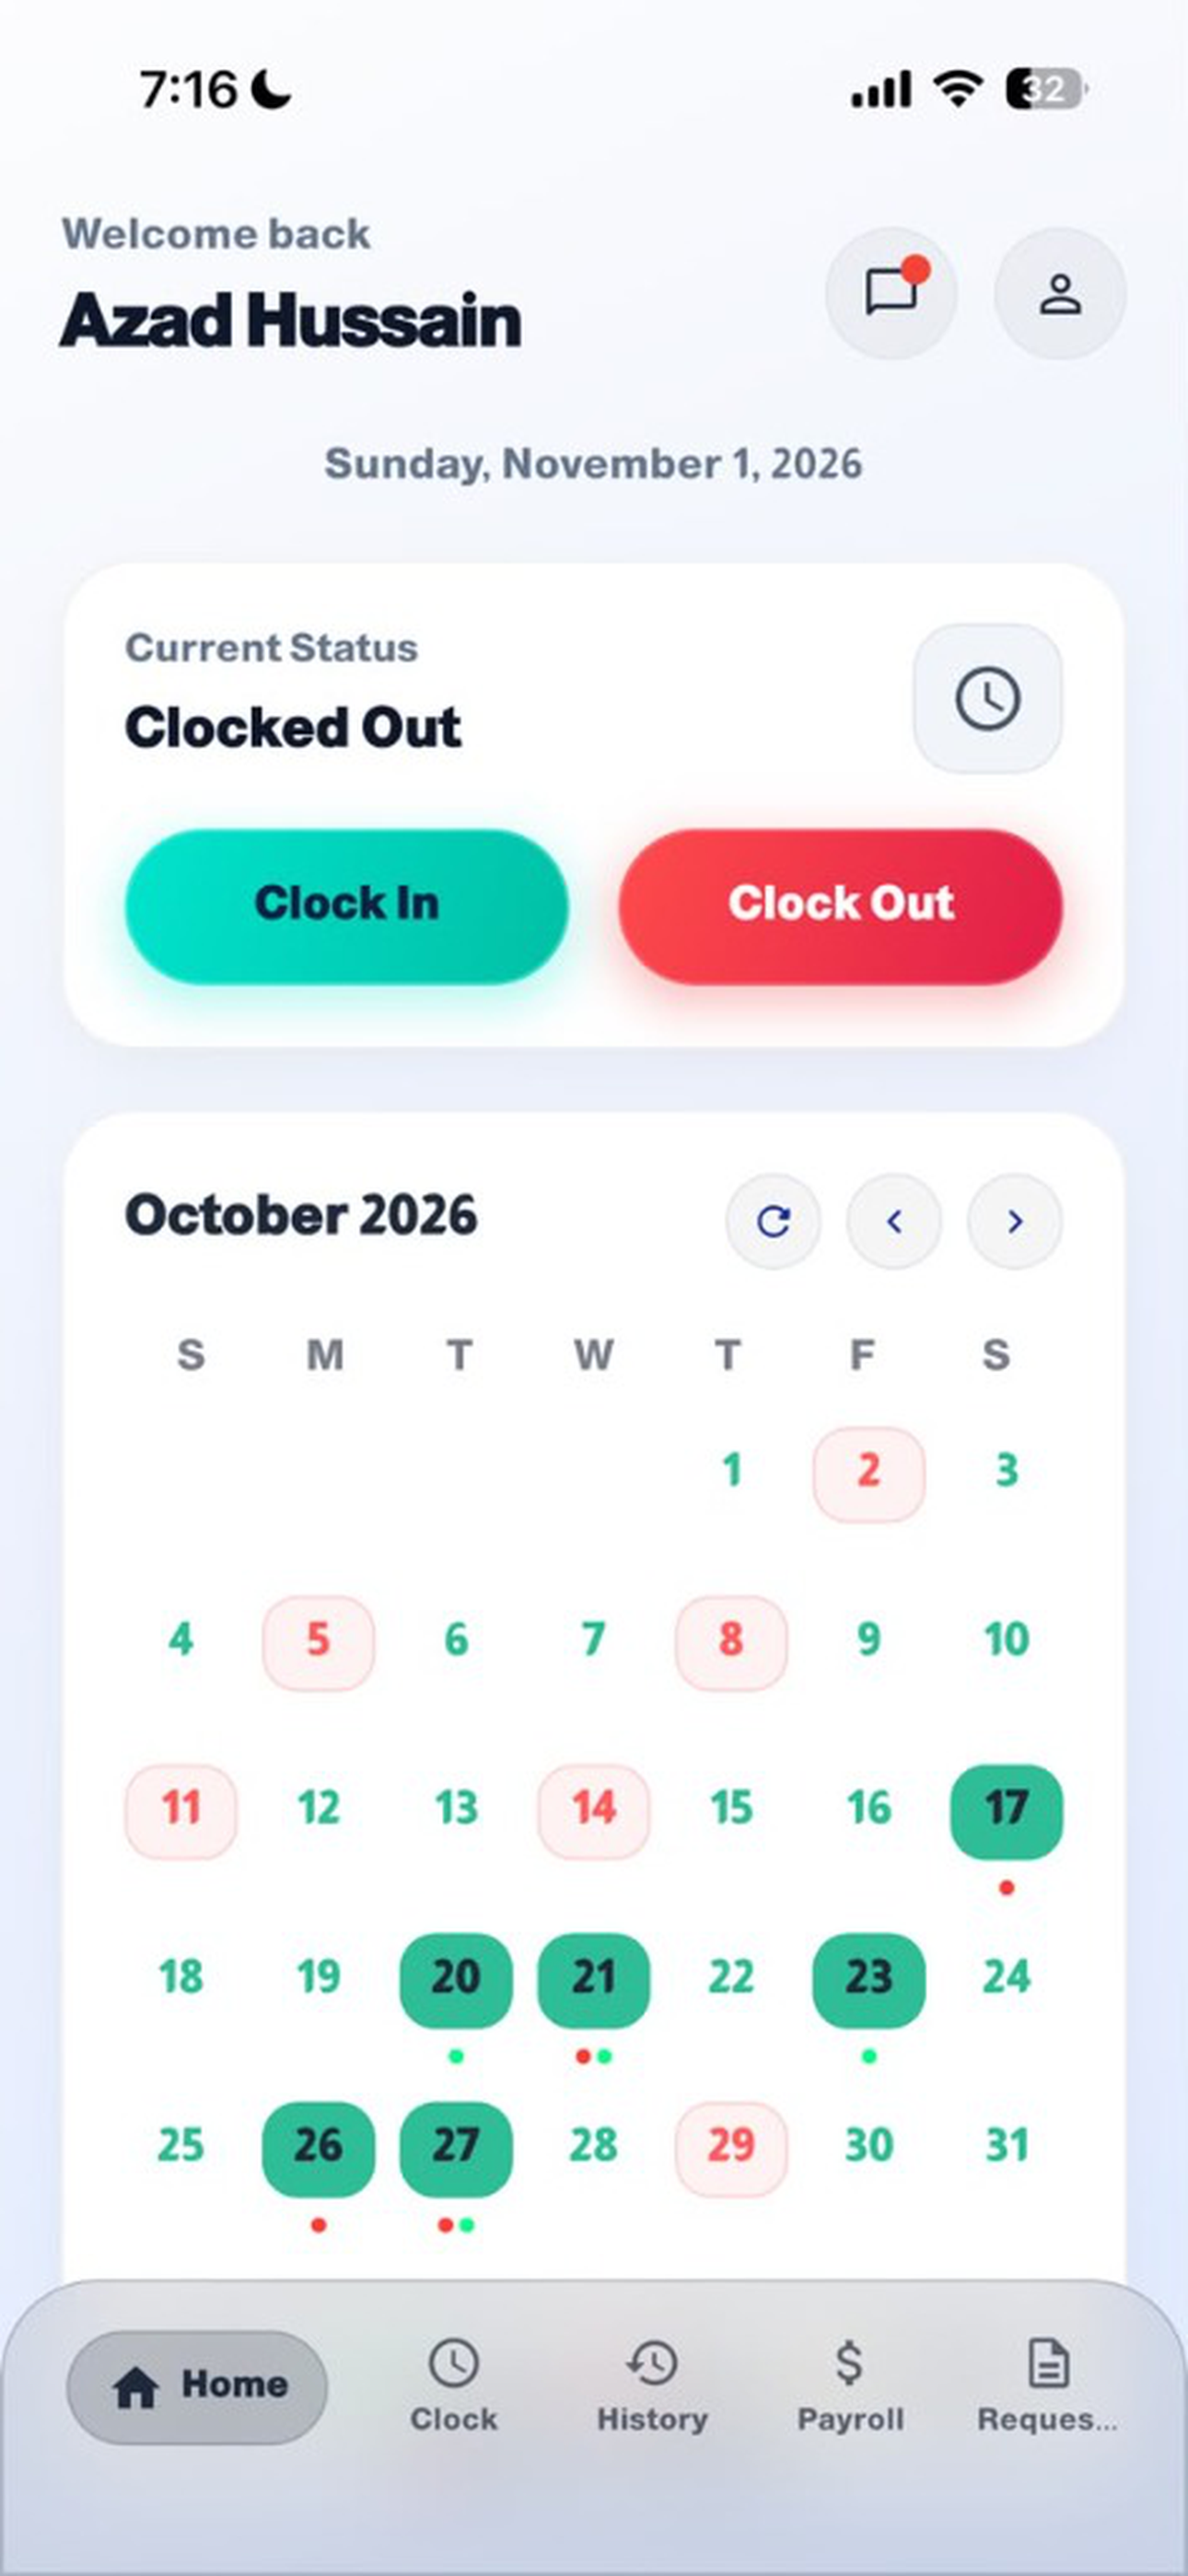 7:16 32
Welcome back
Azad Hussain
Sunday, November 1, 2026
Current Status
Clocked Out
Clock In Clock Out
October 2026
S M T W T F S
1 2 3
4 5 6 7 8 9 10
11 12 13 14 15 16 17
18 19 20 21 22 23 24
25 26 27 28 29 30 31
Home Clock History Payroll Reques...